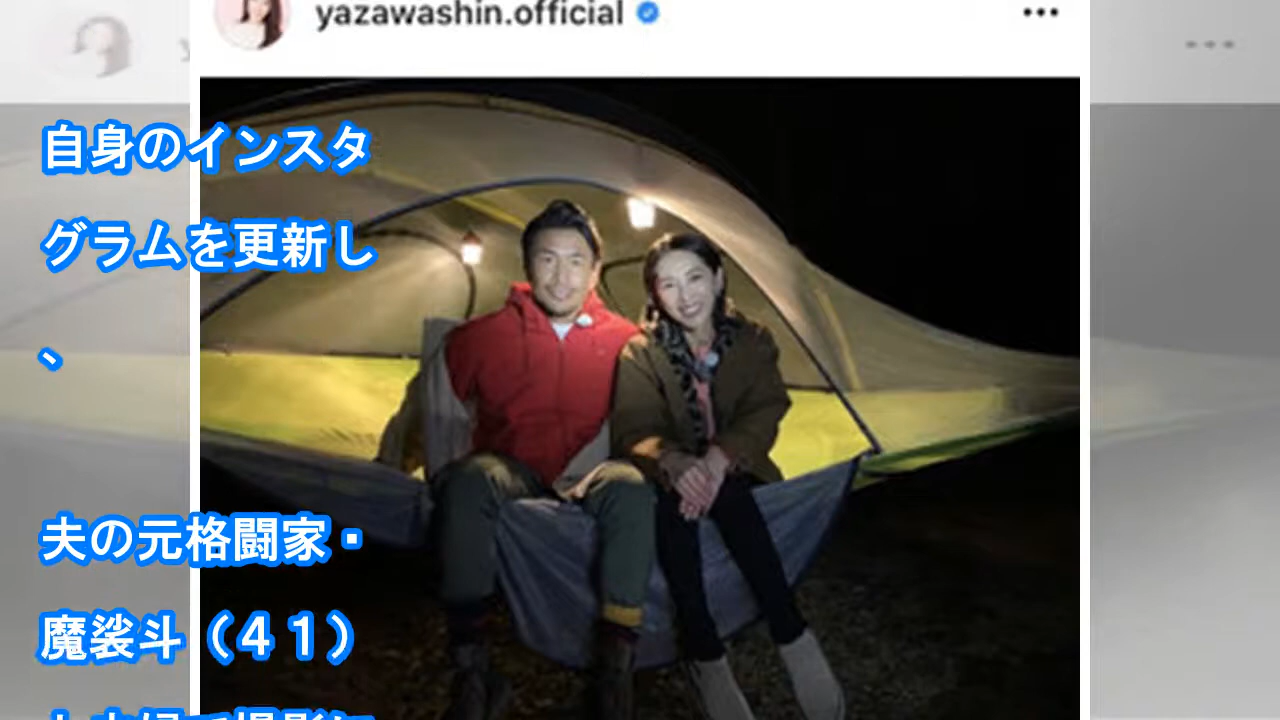 yazawashin.official
自身のインスタ
グラムを更新し
、
夫の元格闘家・
魔裟斗（４１）